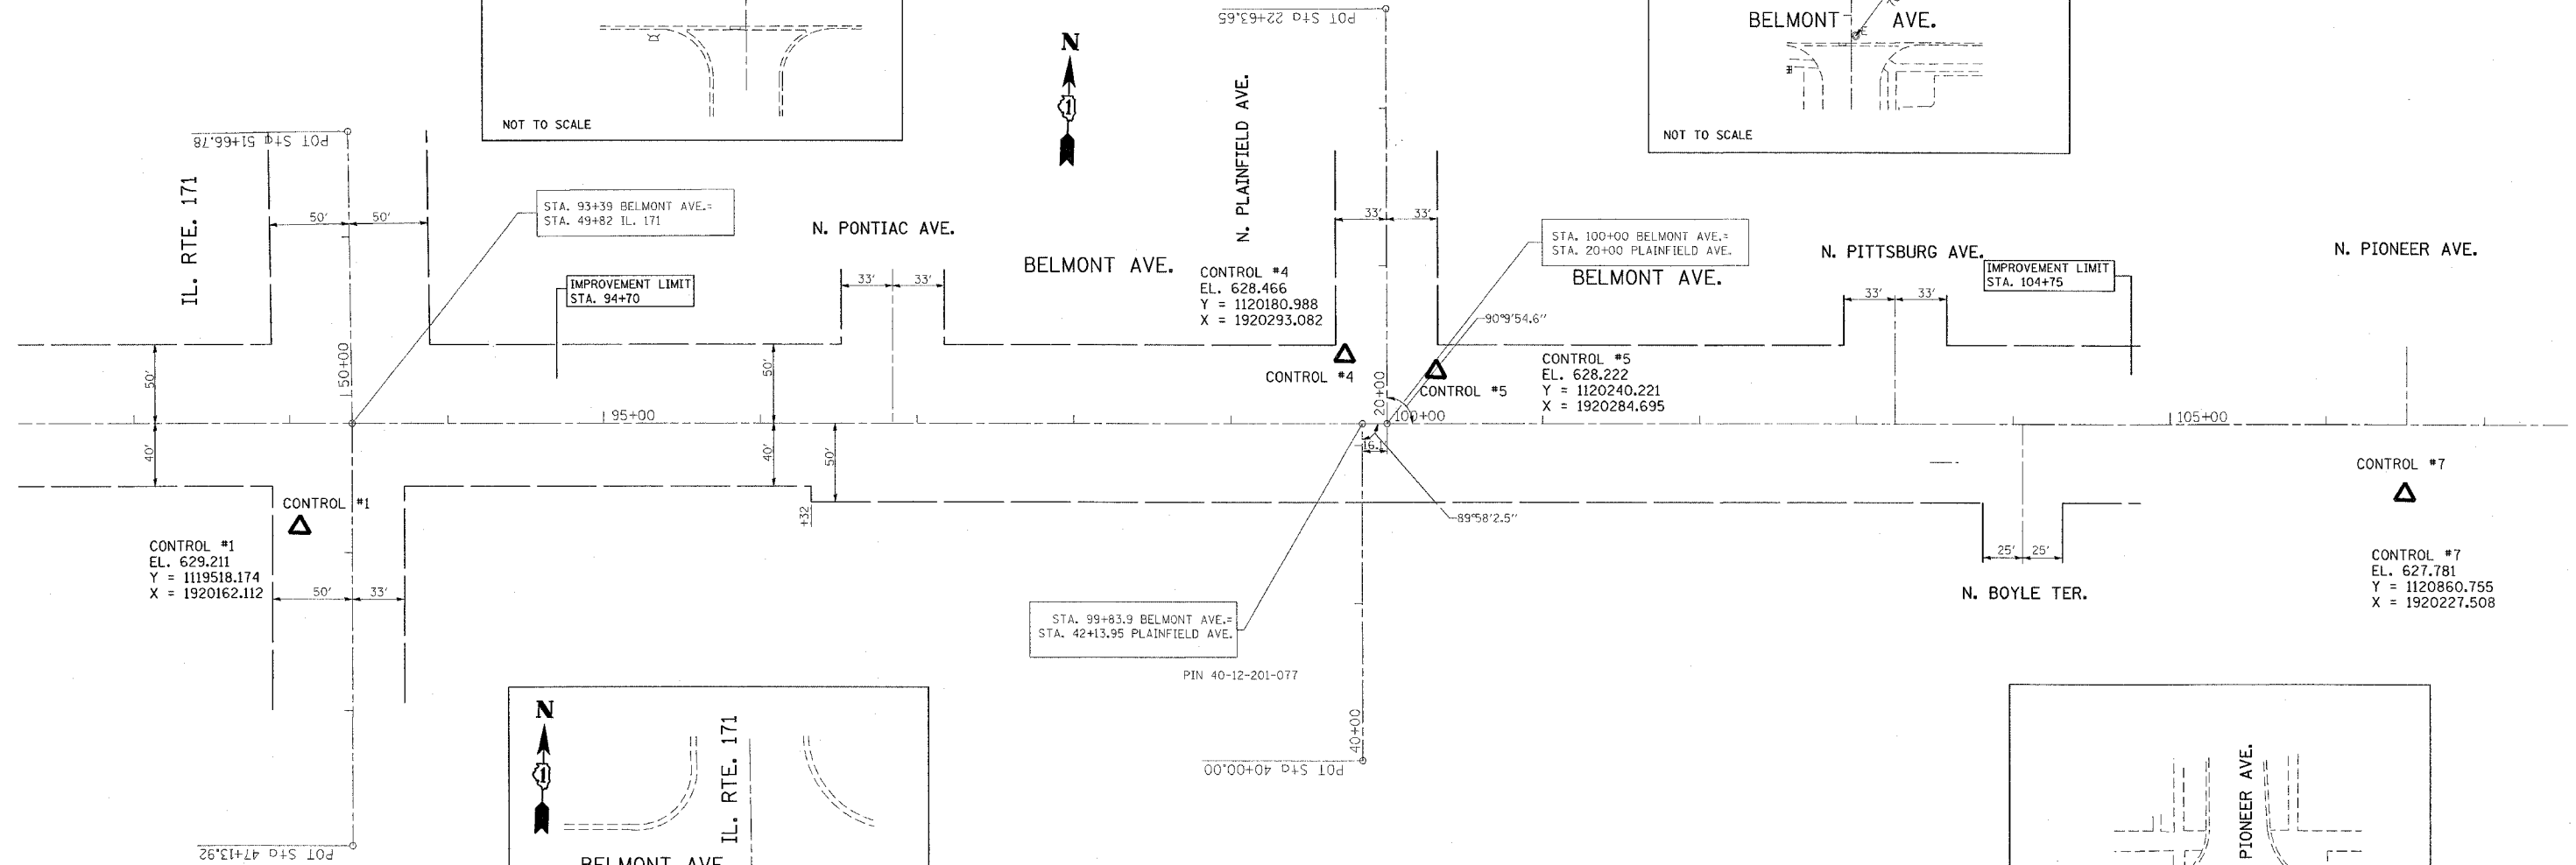 POT Sta 22+63.65
BELMONT AVE.
N
1
N. PLAINFIELD AVE.
NOT TO SCALE
NOT TO SCALE
POT Sta 51+66.78
IL. RTE. 171
50'
50'
STA. 93+39 BELMONT AVE.=
STA. 49+82 IL. 171
N. PONTIAC AVE.
33'
33'
STA. 100+00 BELMONT AVE.=
STA. 20+00 PLAINFIELD AVE.
N. PITTSBURG AVE.
N. PIONEER AVE.
BELMONT AVE.
BELMONT AVE.
CONTROL #4
EL. 628.466
Y = 1120180.988
X = 1920293.082
IMPROVEMENT LIMIT
STA. 94+70
33'
33'
IMPROVEMENT LIMIT
STA. 104+75
33'
33'
90°9'54.6"
50'
50+00
50'
CONTROL #4
20+00
CONTROL #5
CONTROL #5
EL. 628.222
Y = 1120240.221
X = 1920284.695
95+00
100+00
105+00
40'
40'
50'
16.1
CONTROL #7
CONTROL #1
+32
89°58'2.5"
CONTROL #1
EL. 629.211
Y = 1119518.174
X = 1920162.112
50'
33'
25'
25'
CONTROL #7
EL. 627.781
Y = 1120860.755
X = 1920227.508
N. BOYLE TER.
STA. 99+83.9 BELMONT AVE.=
STA. 42+13.95 PLAINFIELD AVE.
PIN 40-12-201-077
40+00
POT Sta 40+00.00
N
1
IL. RTE. 171
PIONEER AVE.
POT Sta 47+13.92
BELMONT AVE